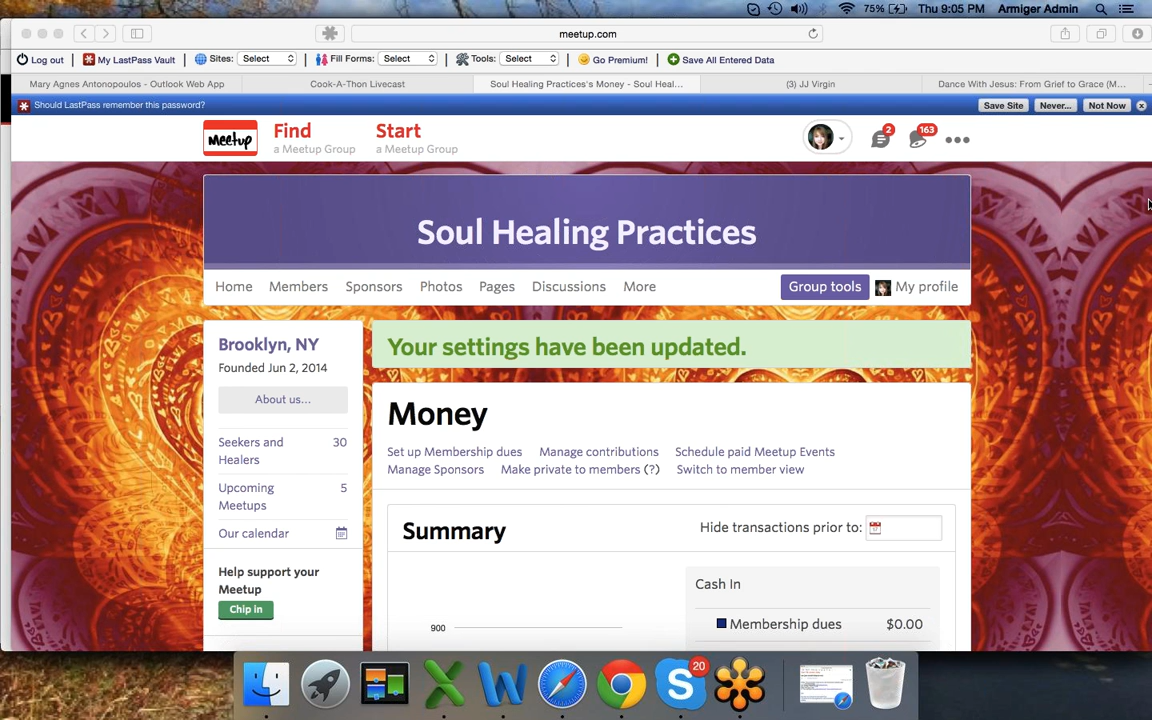 75% Thu 9:05 PM Armiger Admin
meetup.com
Log out My LastPass Vault Sites: Select Fill Forms: Select Tools: Select Go Premium! Save All Entered Data
Mary Agnes Antonopoulos - Outlook Web App Cook-A-Thon Livecast Soul Healing Practices's Money - Soul Heal... (3) JJ Virgin Dance With Jesus: From Grief to Grace (M...
Should LastPass remember this password? Save Site Never... Not Now
Meetup Find Start 2 163
a Meetup Group a Meetup Group
Soul Healing Practices
Home Members Sponsors Photos Pages Discussions More Group tools My profile
Brooklyn, NY
Founded Jun 2, 2014
About us...
Seekers and Healers 30
Upcoming Meetups 5
Our calendar
Help support your
Meetup
Chip in
Your settings have been updated.
Money
Set up Membership dues Manage contributions Schedule paid Meetup Events
Manage Sponsors Make private to members (?) Switch to member view
Summary Hide transactions prior to:
Cash In
900 Membership dues $0.00
20